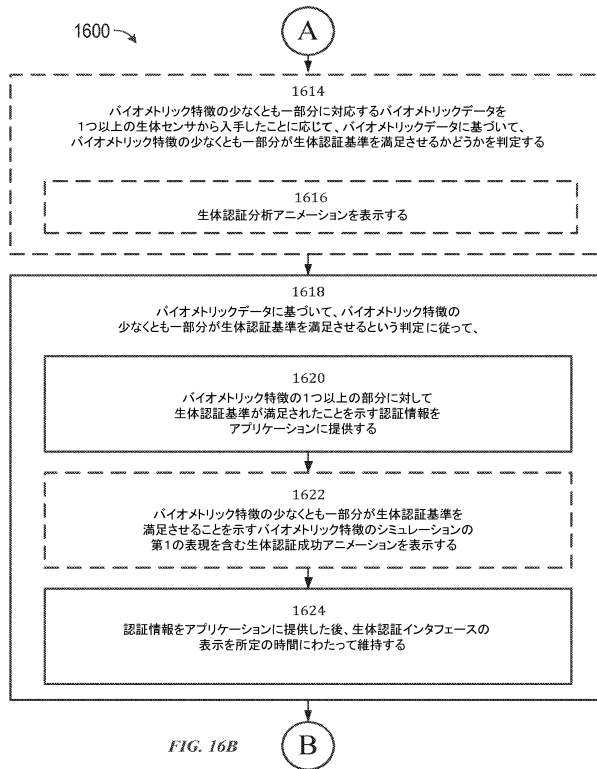 1600
A
1614
バイオメトリック特徴の少なくとも一部分に対応するバイオメトリックデータを
1つ以上の生体センサから入手したことに応じて、バイオメトリックデータに基づいて、
バイオメトリック特徴の少なくとも一部分が生体認証基準を満足させるかどうかを判定する
1616
生体認証分析アニメーションを表示する
1618
バイオメトリックデータに基づいて、バイオメトリック特徴の
少なくとも一部分が生体認証基準を満足させるという判定に従って、
1620
バイオメトリック特徴の1つ以上の部分に対して
生体認証基準が満足されたことを示す認証情報を
アプリケーションに提供する
1622
バイオメトリック特徴の少なくとも一部分が生体認証基準を
満足させることを示すバイオメトリック特徴のシミュレーションの
第1の表現を含む生体認証成功アニメーションを表示する
1624
認証情報をアプリケーションに提供した後、生体認証インタフェースの
表示を所定の時間にわたって維持する
FIG. 16B
B